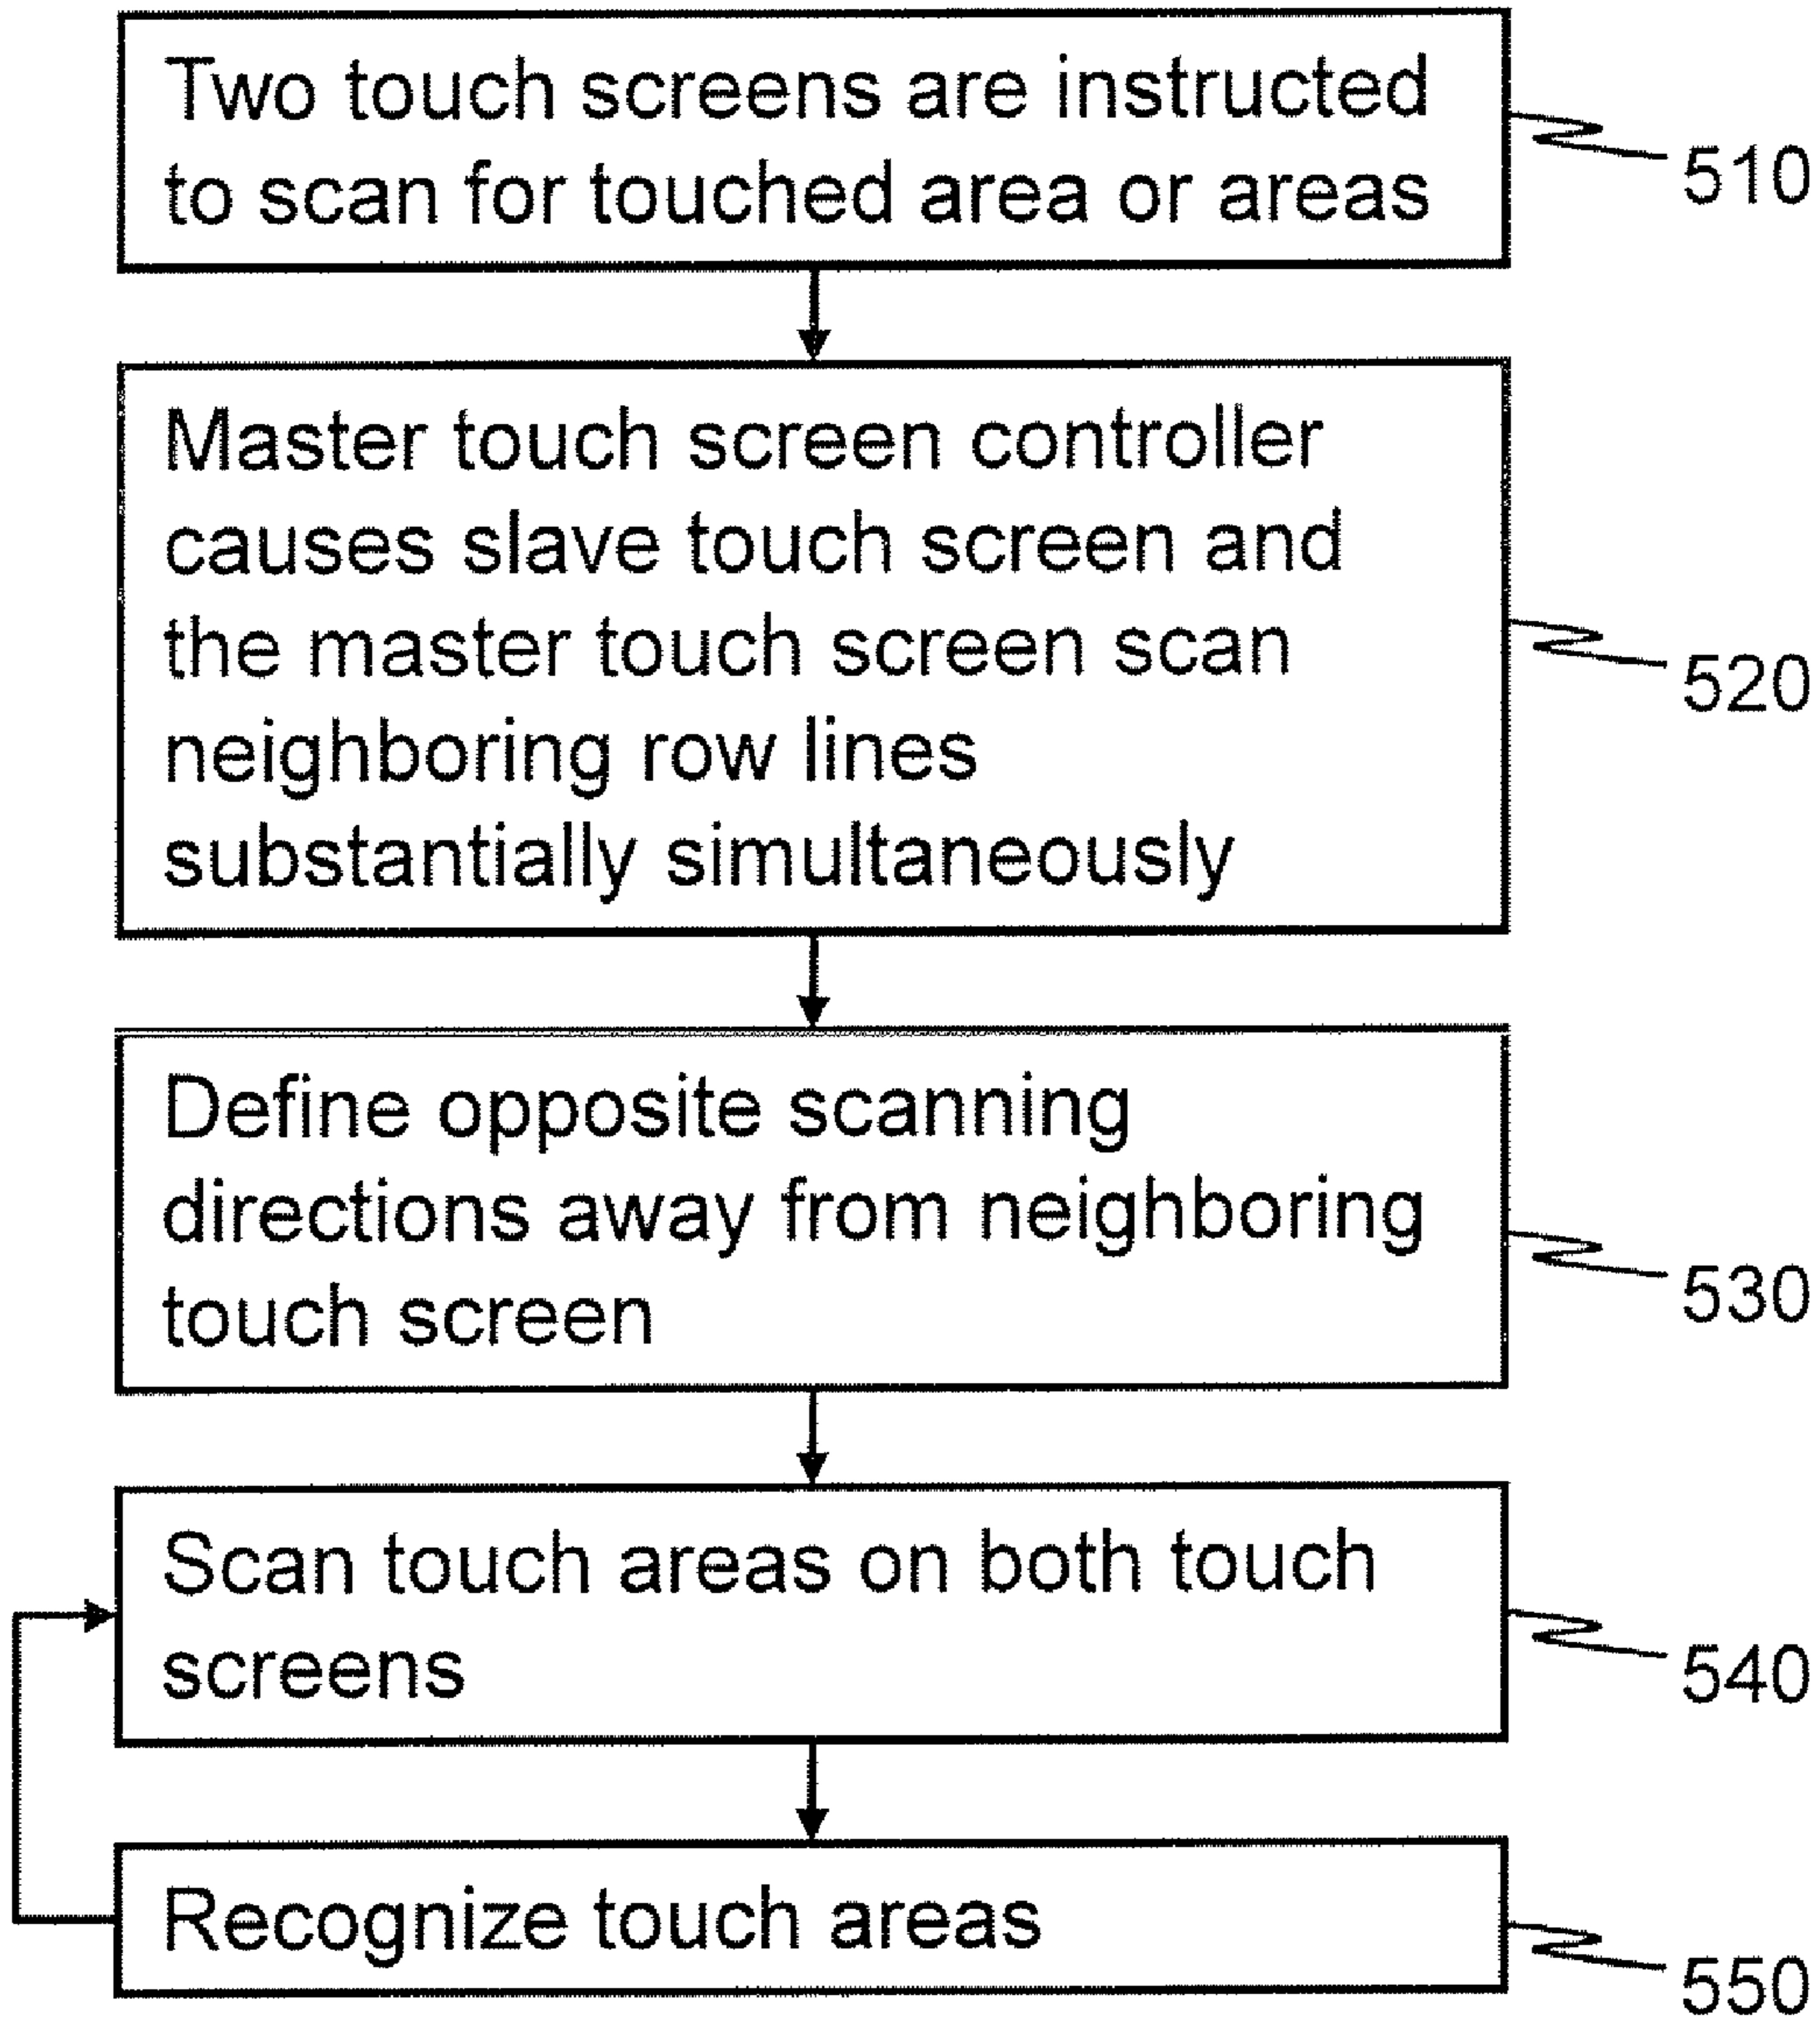 Two touch screens are instructed
to scan for touched area or areas
510
Master touch screen controller
causes slave touch screen and
the master touch screen scan
neighboring row lines
substantially simultaneously
520
Define opposite scanning
directions away from neighboring
touch screen
530
Scan touch areas on both touch
screens
540
Recognize touch areas
550